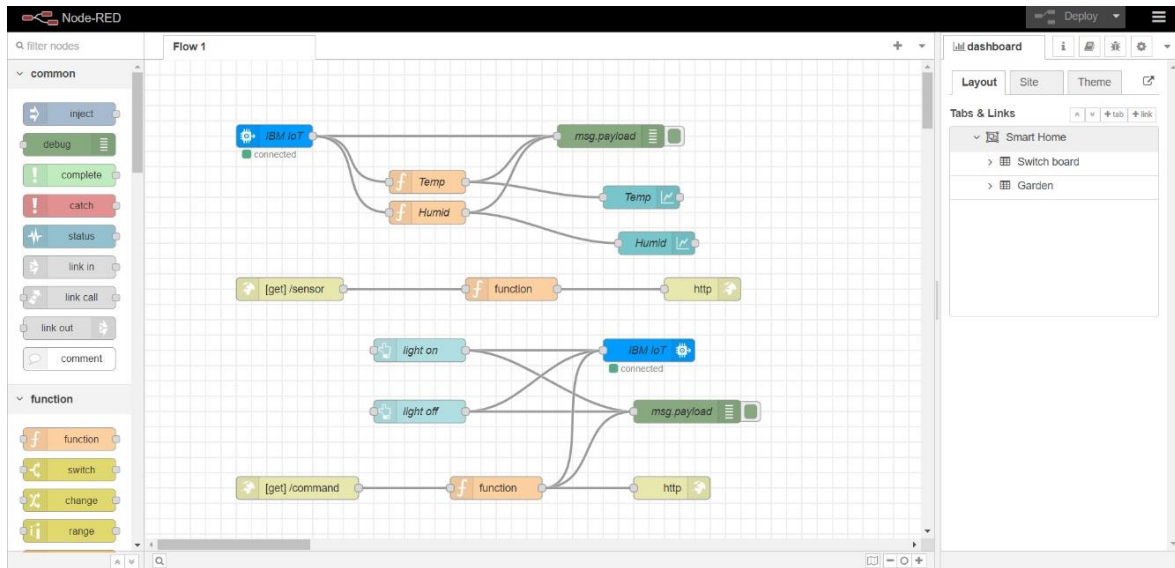 Node-RED
Deploy
filter nodes
Flow 1
dashboard
i
common
inject
debug
complete
catch
status
link in
link call
link out
comment
function
function
switch
change
range
IBM IoT
connected
msg.payload
Temp
Humid
Temp
Humid
[get] /sensor
function
http
light on
IBM IoT
connected
light off
msg.payload
[get] /command
function
http
Layout
Site
Theme
Tabs & Links
+tab
+link
Smart Home
Switch board
Garden